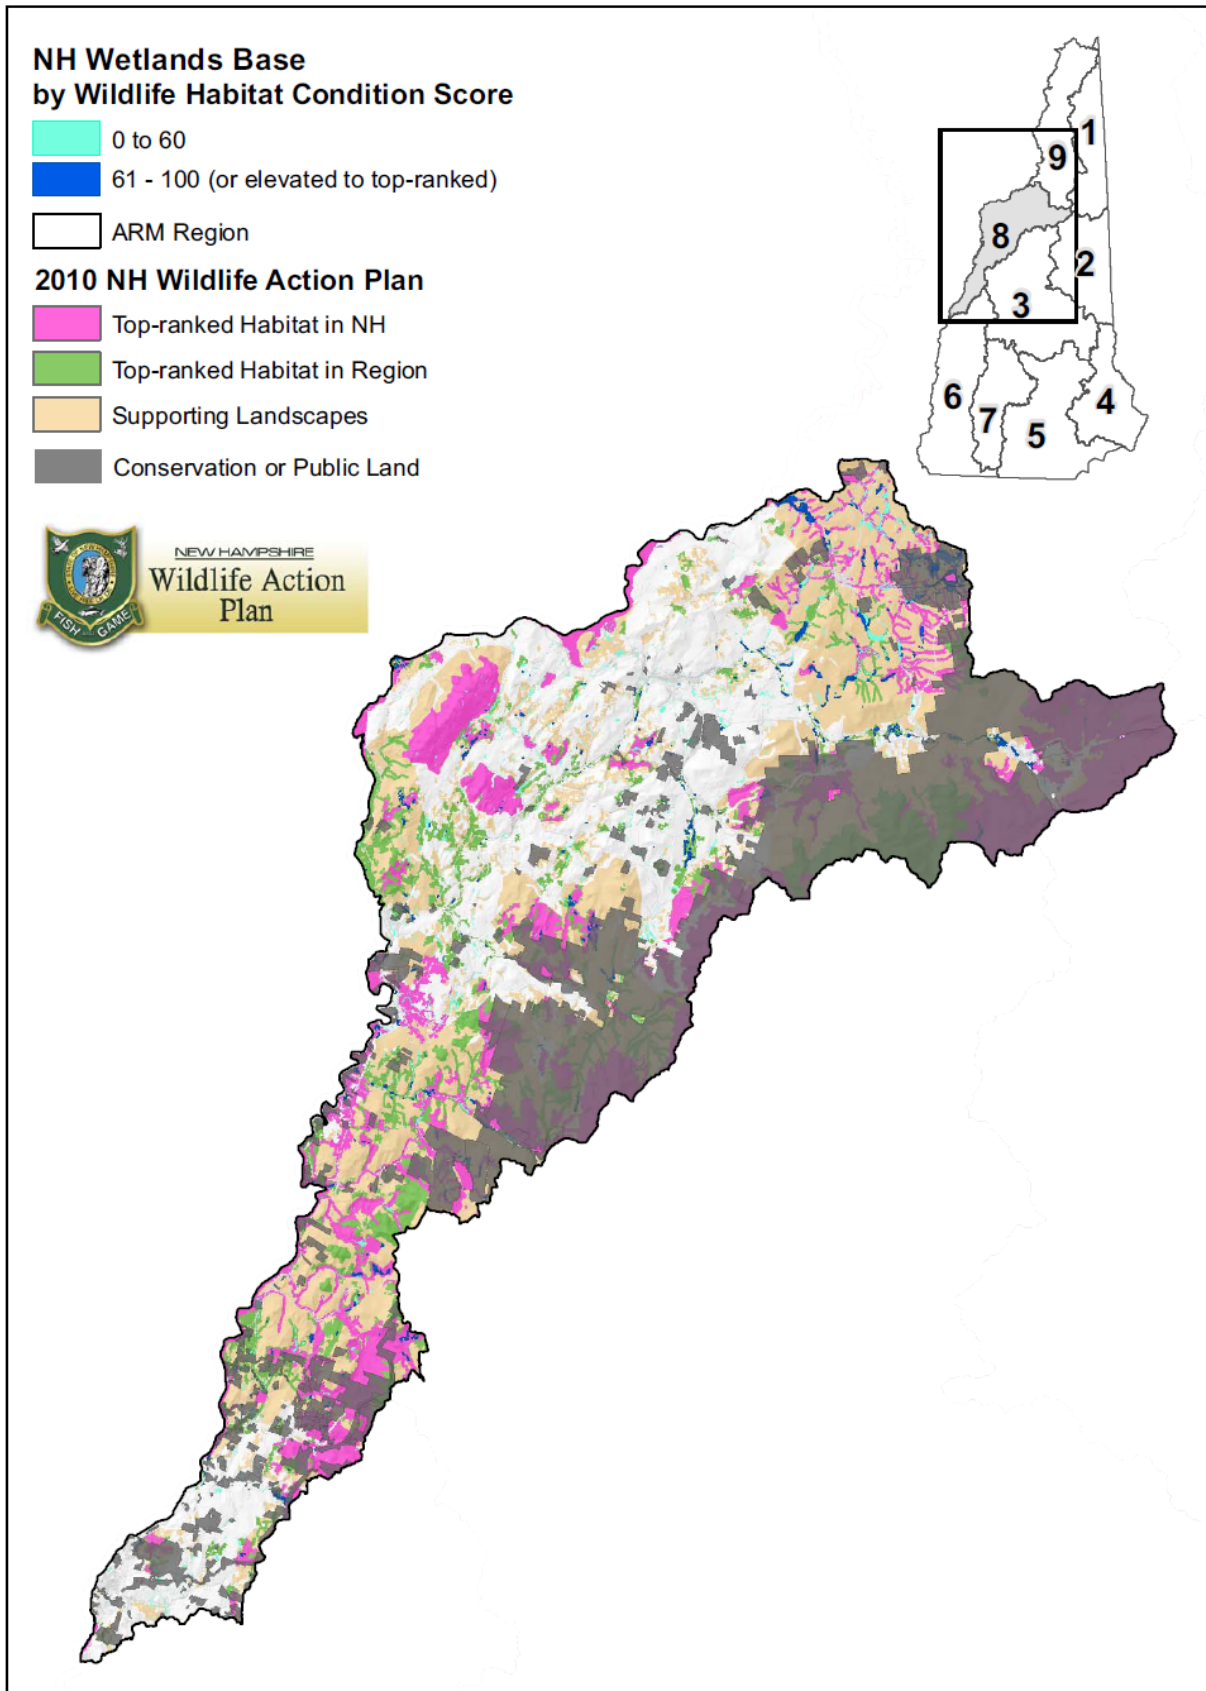 NH Wetlands Base
by Wildlife Habitat Condition Score
0 to 60
61 - 100 (or elevated to top-ranked)
ARM Region
2010 NH Wildlife Action Plan
Top-ranked Habitat in NH
Top-ranked Habitat in Region
Supporting Landscapes
Conservation or Public Land
NEW HAMPSHIRE
Wildlife Action
Plan
FISH AND GAME
1
9
8
2
3
6
7
5
4